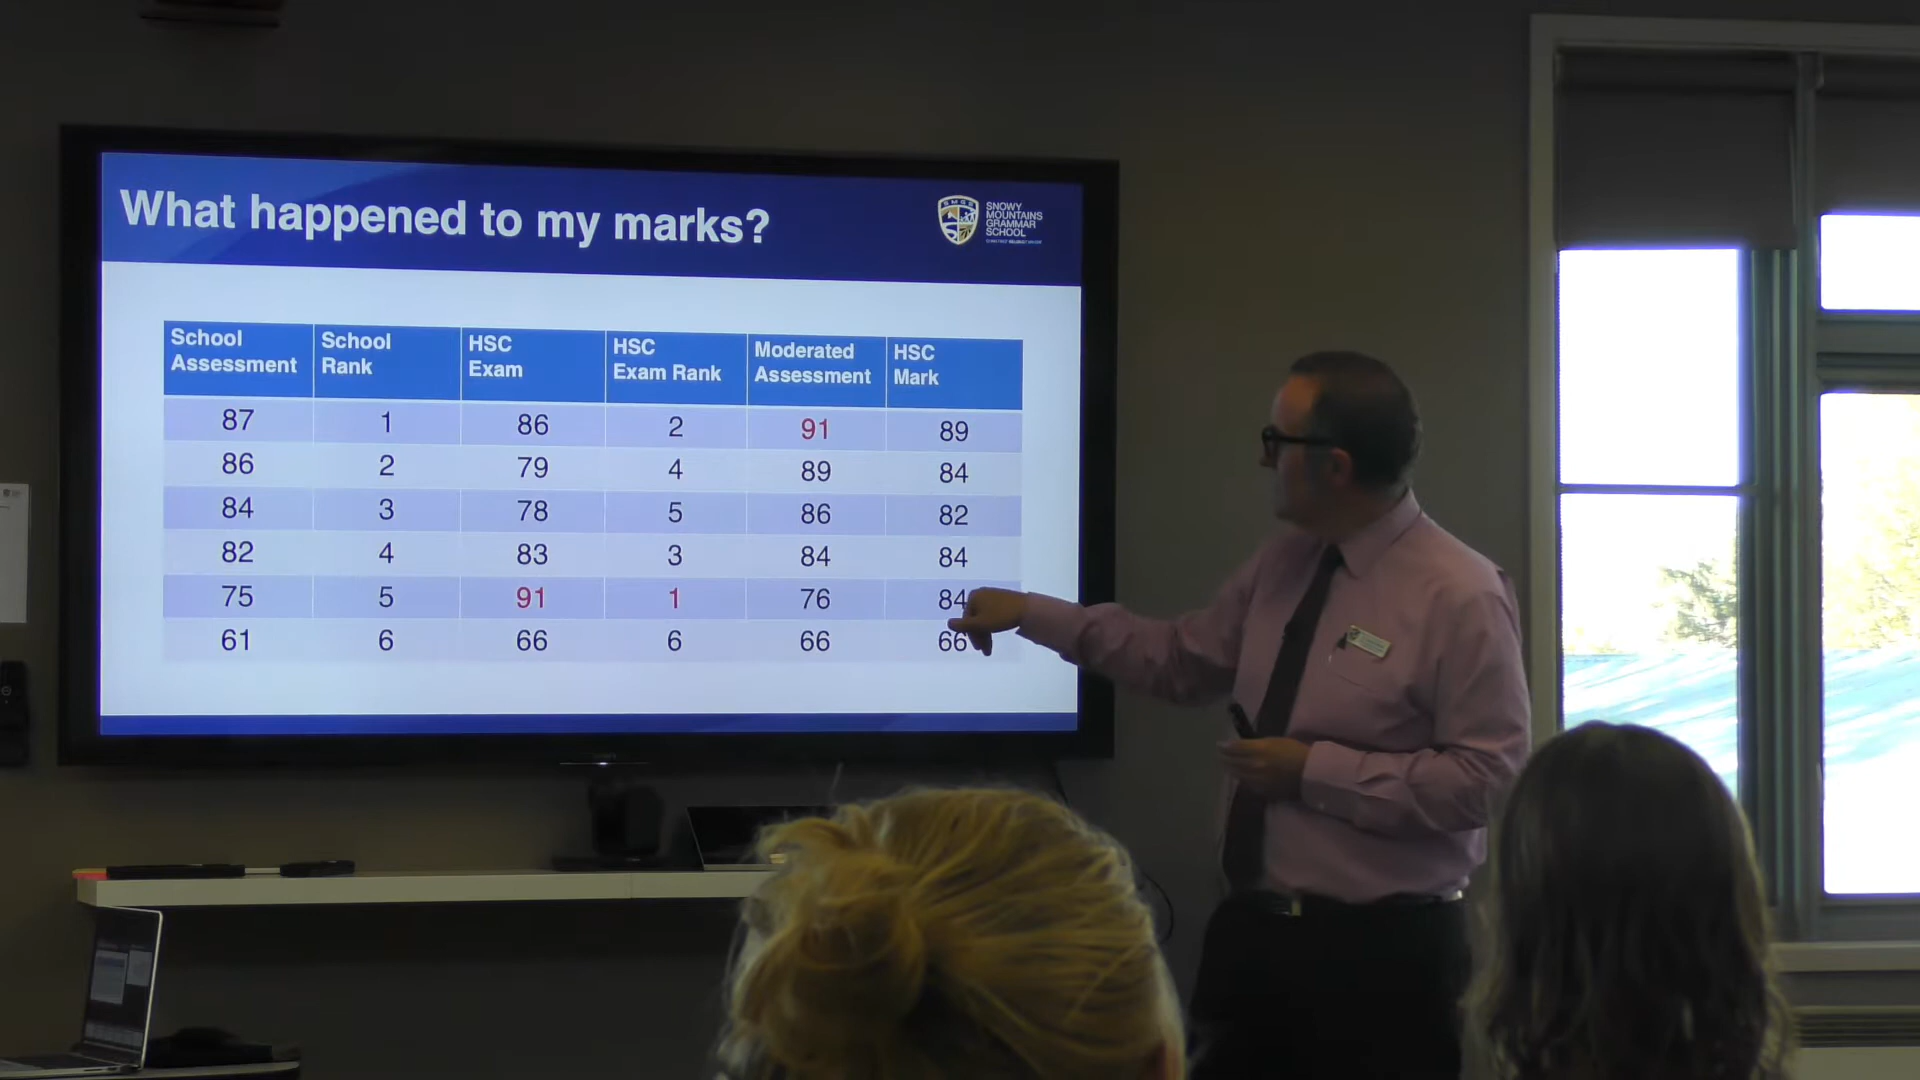 What happened to my marks?
SNOWY
MOUNTAINS
GRAMMAR
SCHOOL
School Assessment School Rank HSC Exam HSC Exam Rank Moderated Assessment HSC Mark
87 1 86 2 91 89
86 2 79 4 89 84
84 3 78 5 86 82
82 4 83 3 84 84
75 5 91 1 76 84
61 6 66 6 66 66